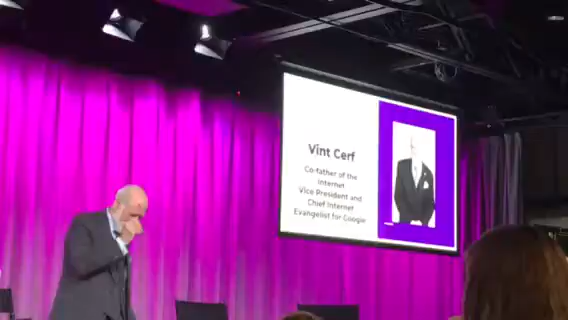 Vint Cerf
Co-father of the
Internet
Vice President and
Chief Internet
Evangelist for Google